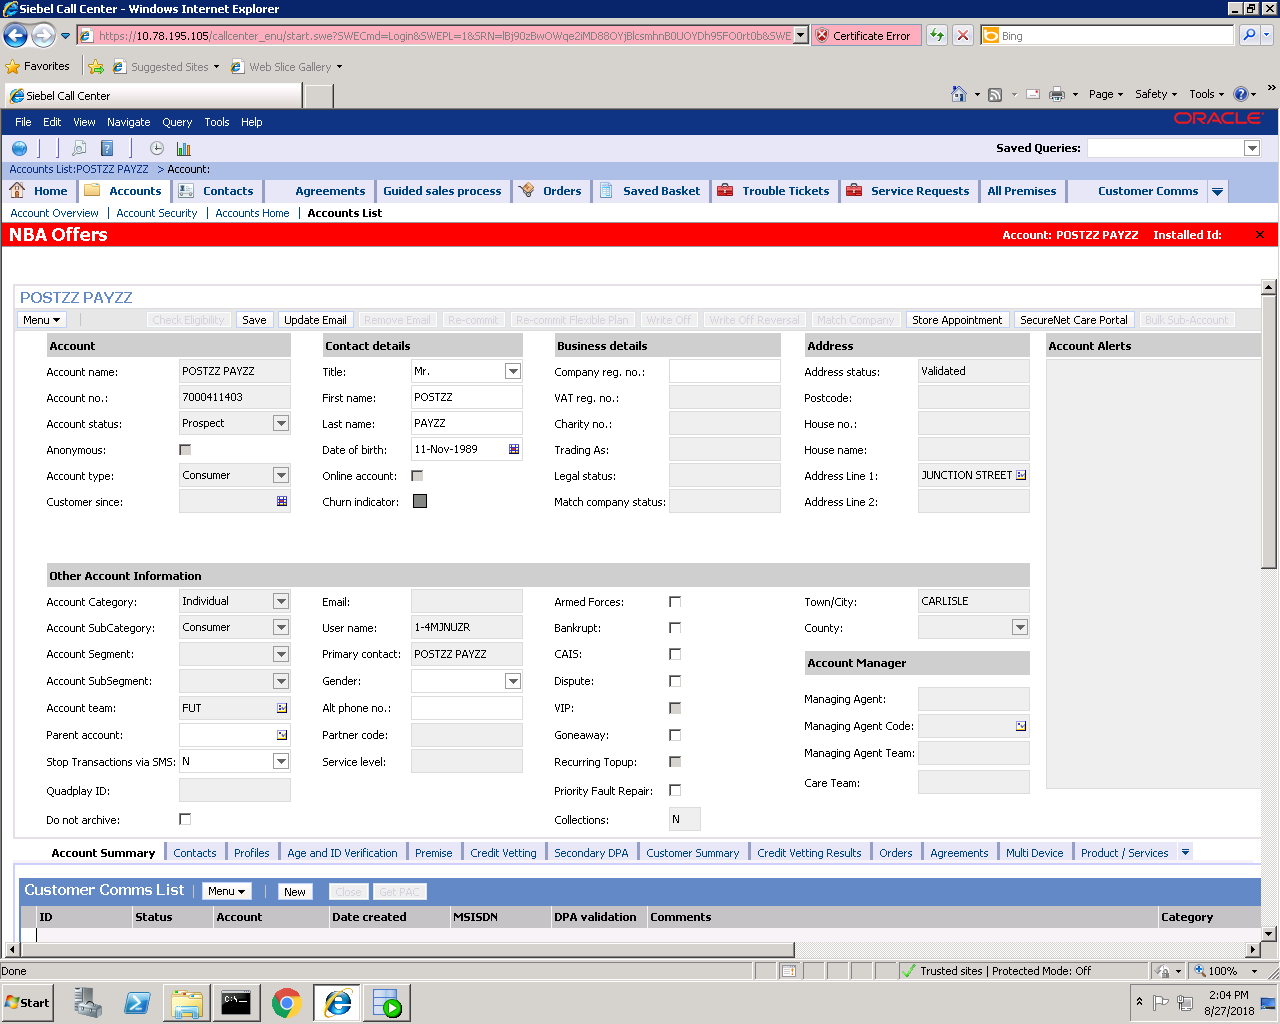 Siebel Call Center - Windows Internet Explorer
https://10.78.195.105/callcenter_enu/start.swe?SWECmd=Login&SWEPL=1&SRN=
Certificate Error
Bing
Favorites
Suggested Sites
Web Slice Gallery
Siebel Call Center
Page
Safety
Tools
File Edit View Navigate Query Tools Help
ORACLE
Saved Queries:
Accounts List:POSTZZ PAYZZ > Account:
Home Accounts Contacts Agreements Guided sales process Orders Saved Basket Trouble Tickets Service Requests All Premises Customer Comms
Account Overview | Account Security | Accounts Home | Accounts List
NBA Offers Account: POSTZZ PAYZZ Installed Id:
POSTZZ PAYZZ
Menu Check Eligibility Save Update Email Remove Email Re-commit Re-commit Flexible Plan Write Off Write Off Reversal Match Company Store Appointment SecureNet Care Portal Bulk Sub-Account
Account Contact details Business details Address Account Alerts
Account name: POSTZZ PAYZZ Title: Mr. Company reg. no.: Address status: Validated
Account no.: 7000411403 First name: POSTZZ VAT reg. no.: Postcode:
Account status: Prospect Last name: PAYZZ Charity no.: House no.:
Anonymous: Date of birth: 11-Nov-1989 Trading As: House name:
Account type: Consumer Online account: Legal status: Address Line 1: JUNCTION STREET
Customer since: Churn indicator: Match company status: Address Line 2:
Other Account Information
Account Category: Individual Email: Armed Forces: Town/City: CARLISLE
Account SubCategory: Consumer User name: 1-4MJNUZR Bankrupt: County:
Account Segment: Primary contact: POSTZZ PAYZZ CAIS: Account Manager
Account SubSegment: Gender: Dispute:
Account team: FUT Alt phone no.: VIP: Managing Agent:
Parent account: Partner code: Goneaway: Managing Agent Code:
Stop Transactions via SMS: N Service level: Recurring Topup: Managing Agent Team:
Quadplay ID: Priority Fault Repair: Care Team:
Do not archive: Collections: N
Account Summary Contacts Profiles Age and ID Verification Premise Credit Vetting Secondary DPA Customer Summary Credit Vetting Results Orders Agreements Multi Device Product / Services
Customer Comms List Menu New Close Get PAC
ID Status Account Date created MSISDN DPA validation Comments Category
Done
Trusted sites | Protected Mode: Off
100%
Start
2:04 PM
8/27/2018